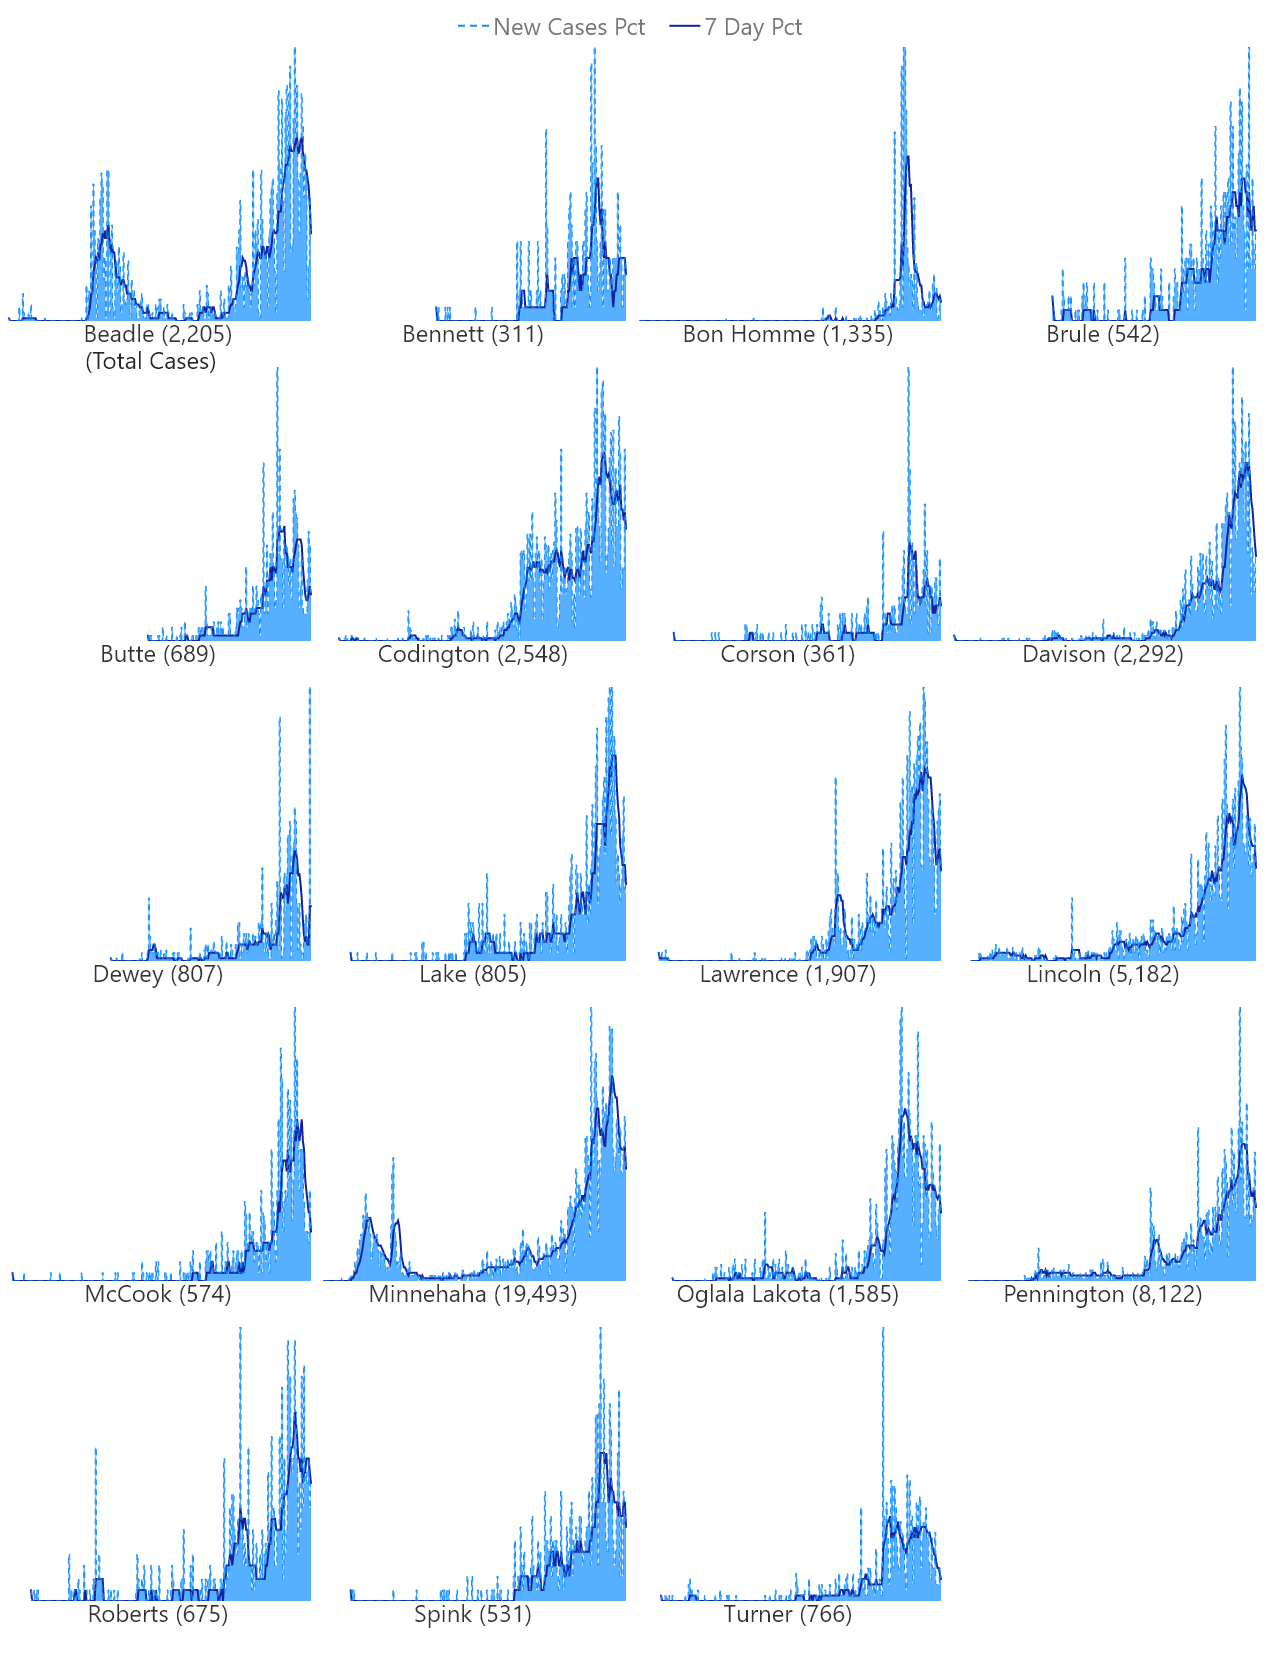 New Cases Pct 7 Day Pct
Beadle (2,205) Bennett (311) Bon Homme (1,335) Brule (542)
(Total Cases)
Butte (689) Codington (2,548) Corson (361) Davison (2,292)
Dewey (807) Lake (805) Lawrence (1,907) Lincoln (5,182)
McCook (574) Minnehaha (19,493) Oglala Lakota (1,585) Pennington (8,122)
Roberts (675) Spink (531) Turner (766)